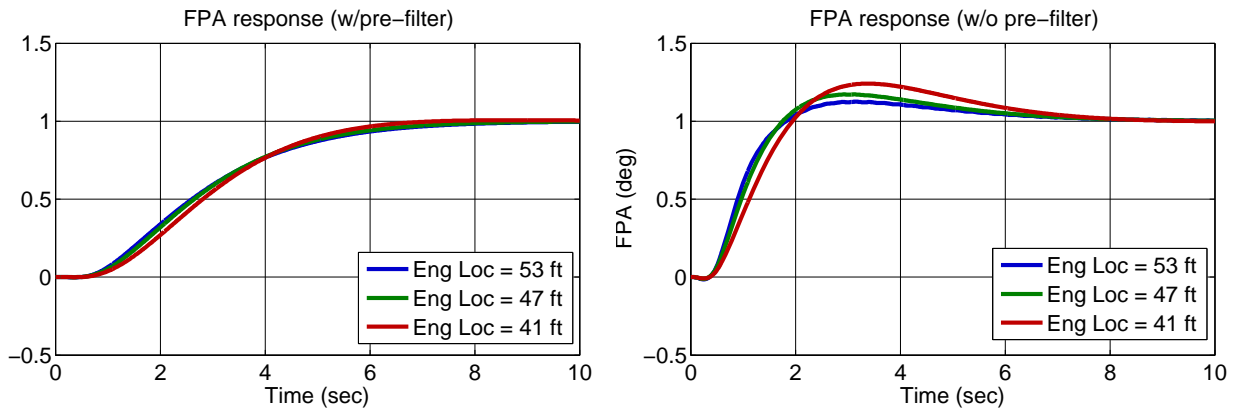 FPA response (w/pre−filter)
1.5
1
0.5
0
−0.5
0
2
4
6
8
10
Time (sec)
Eng Loc = 53 ft
Eng Loc = 47 ft
Eng Loc = 41 ft
FPA response (w/o pre−filter)
FPA (deg)
1.5
1
0.5
0
−0.5
0
2
4
6
8
10
Time (sec)
Eng Loc = 53 ft
Eng Loc = 47 ft
Eng Loc = 41 ft